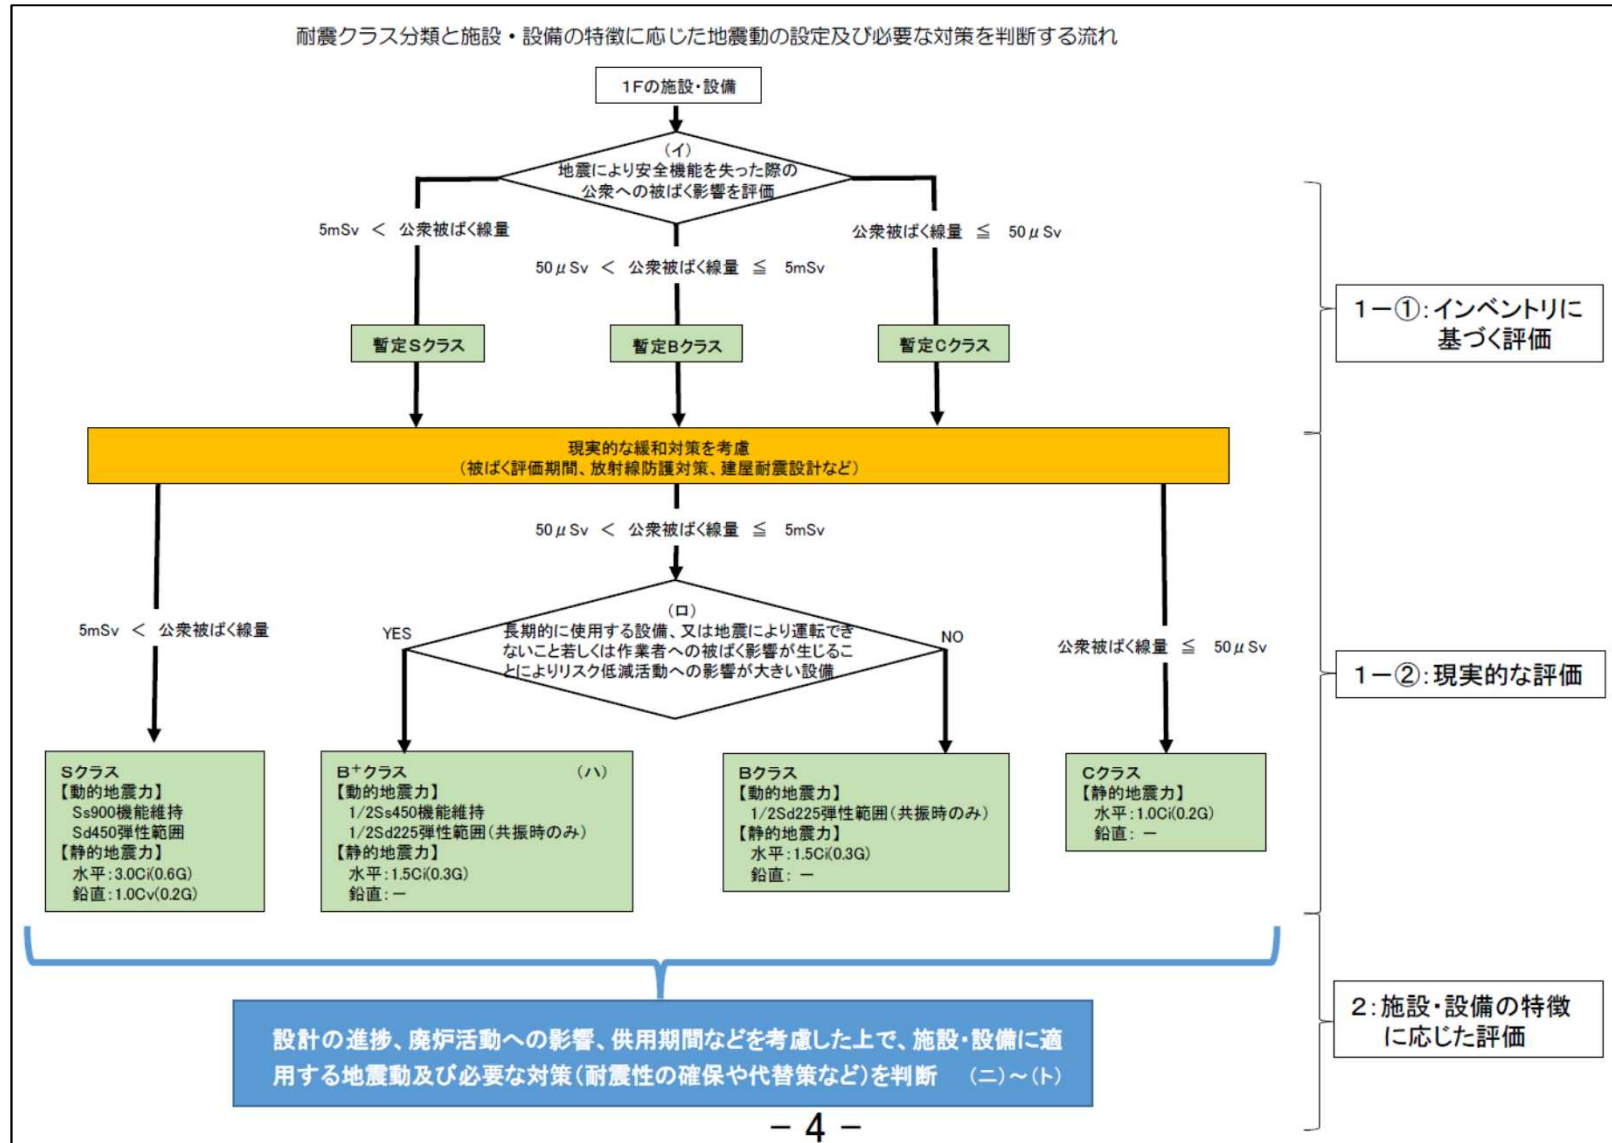 耐震クラス分類と施設・設備の特徴に応じた地震動の設定及び必要な対策を判断する流れ
1Fの施設・設備
(イ)
地震により安全機能を失った際の
公衆への被ばく影響を評価
5mSv < 公衆被ばく線量
公衆被ばく線量 ≦ 50μSv
50μSv < 公衆被ばく線量 ≦ 5mSv
暫定Sクラス
暫定Bクラス
暫定Cクラス
1-①:インベントリに
基づく評価
現実的な緩和対策を考慮
(被ばく評価期間、放射線防護対策、建屋耐震設計など)
50μSv < 公衆被ばく線量 ≦ 5mSv
5mSv < 公衆被ばく線量
YES
(ロ)
長期的に使用する設備、又は地震により運転でき
ないこと若しくは作業者への被ばく影響が生じるこ
とによりリスク低減活動への影響が大きい設備
NO
公衆被ばく線量 ≦ 50μSv
1-②:現実的な評価
Sクラス
【動的地震力】
Ss900機能維持
Sd450弾性範囲
【静的地震力】
水平:3.0Ci(0.6G)
鉛直:1.0Cv(0.2G)
B+クラス (ハ)
【動的地震力】
1/2Ss450機能維持
1/2Sd225弾性範囲(共振時のみ)
【静的地震力】
水平:1.5Ci(0.3G)
鉛直:-
Bクラス
【動的地震力】
1/2Sd225弾性範囲(共振時のみ)
【静的地震力】
水平:1.5Ci(0.3G)
鉛直:-
Cクラス
【静的地震力】
水平:1.0Ci(0.2G)
鉛直:-
設計の進捗、廃炉活動への影響、供用期間などを考慮した上で、施設・設備に適
用する地震動及び必要な対策(耐震性の確保や代替策など)を判断 (ニ)~(ト)
2:施設・設備の特徴
に応じた評価
- 4 -